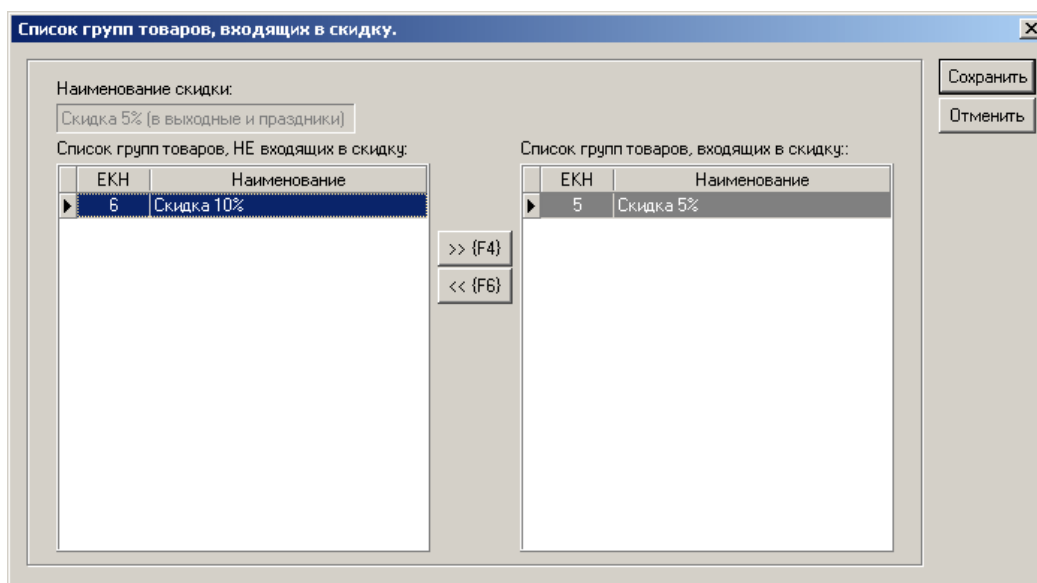 Список групп товаров, входящих в скидку.
Наименование скидки:
Скидка 5% (в выходные и праздники)
Список групп товаров, НЕ входящих в скидку:
ЕКН Наименование
6 Скидка 10%
>> {F4}
<< {F6}
Список групп товаров, входящих в скидку::
ЕКН Наименование
5 Скидка 5%
Сохранить
Отменить